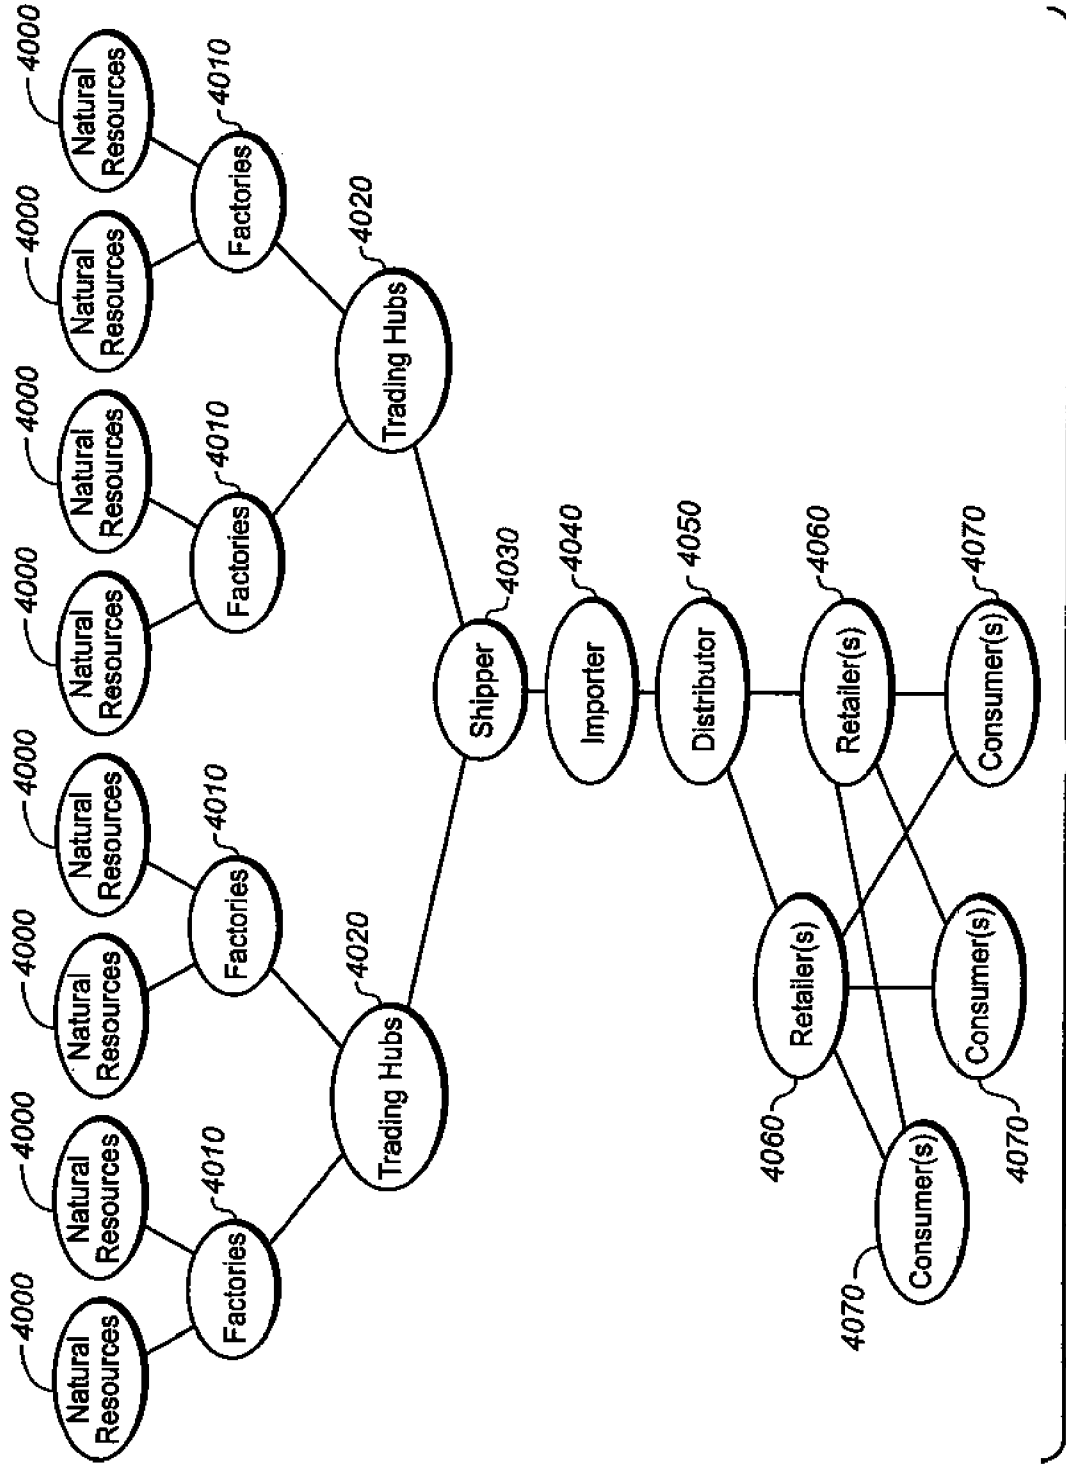 4000
Natural
Resources
4000
Natural
Resources
4000
Natural
Resources
4000
Natural
Resources
4000
Natural
Resources
4000
Natural
Resources
4000
Natural
Resources
4000
Natural
Resources
4010
Factories
4010
Factories
4010
Factories
4010
Factories
4020
Trading Hubs
4020
Trading Hubs
4030
Shipper
4040
Importer
4050
Distributor
4060
Retailer(s)
4060
Retailer(s)
4070
Consumer(s)
4070
Consumer(s)
4070
Consumer(s)